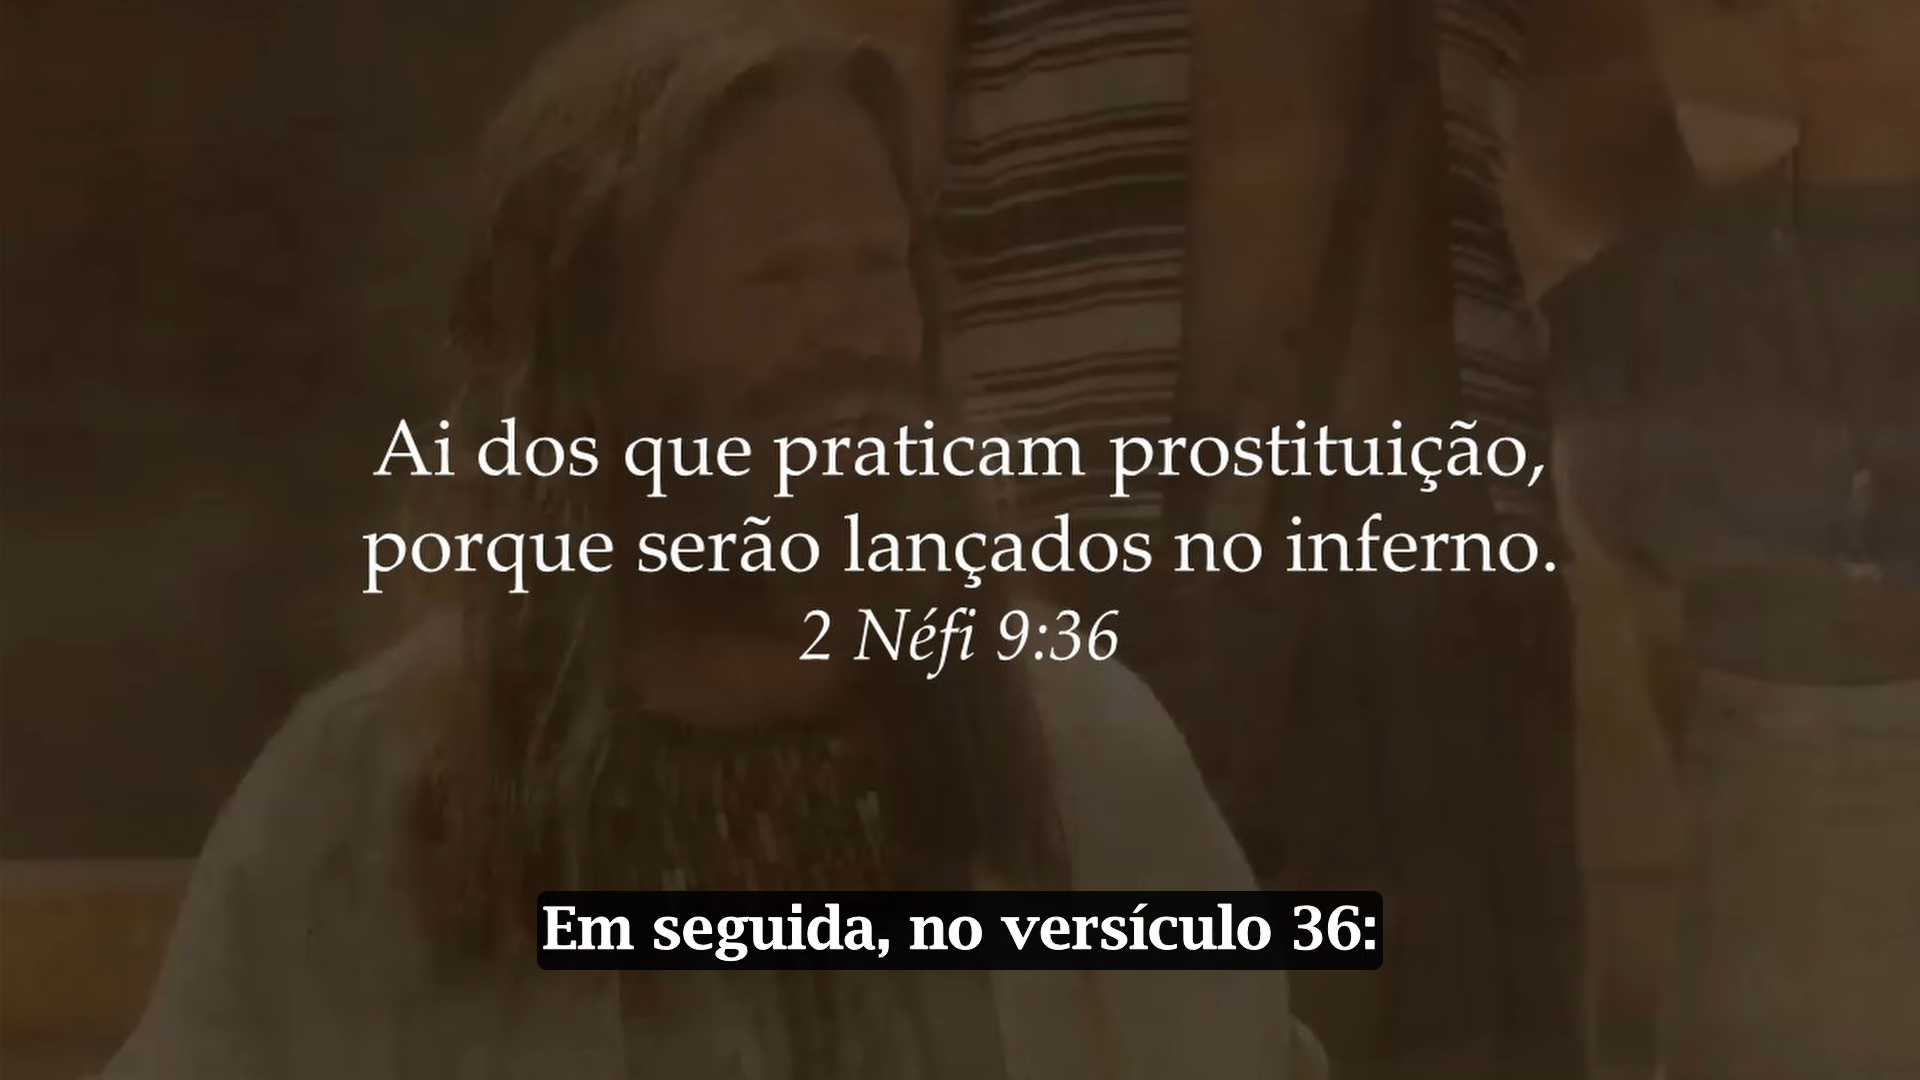 Ai dos que praticam prostituição,
porque serão lançados no inferno.
2 Néfi 9:36
Em seguida, no versículo 36: